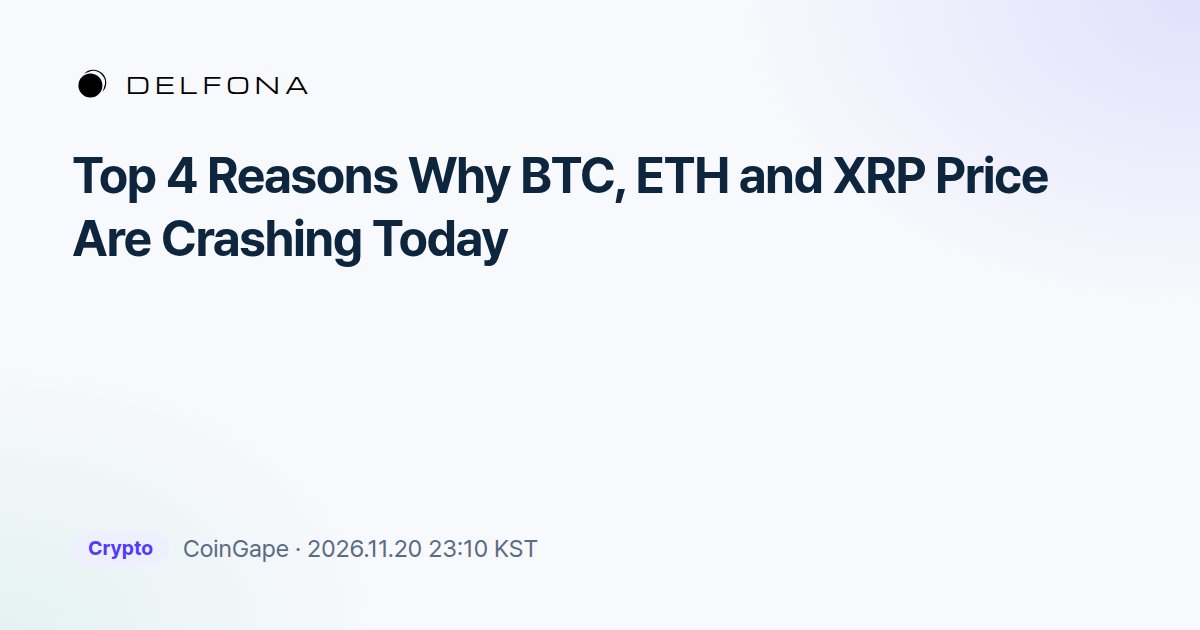 DELFONA
Top 4 Reasons Why BTC, ETH and XRP Price
Are Crashing Today
Crypto CoinGape · 2026.11.20 23:10 KST